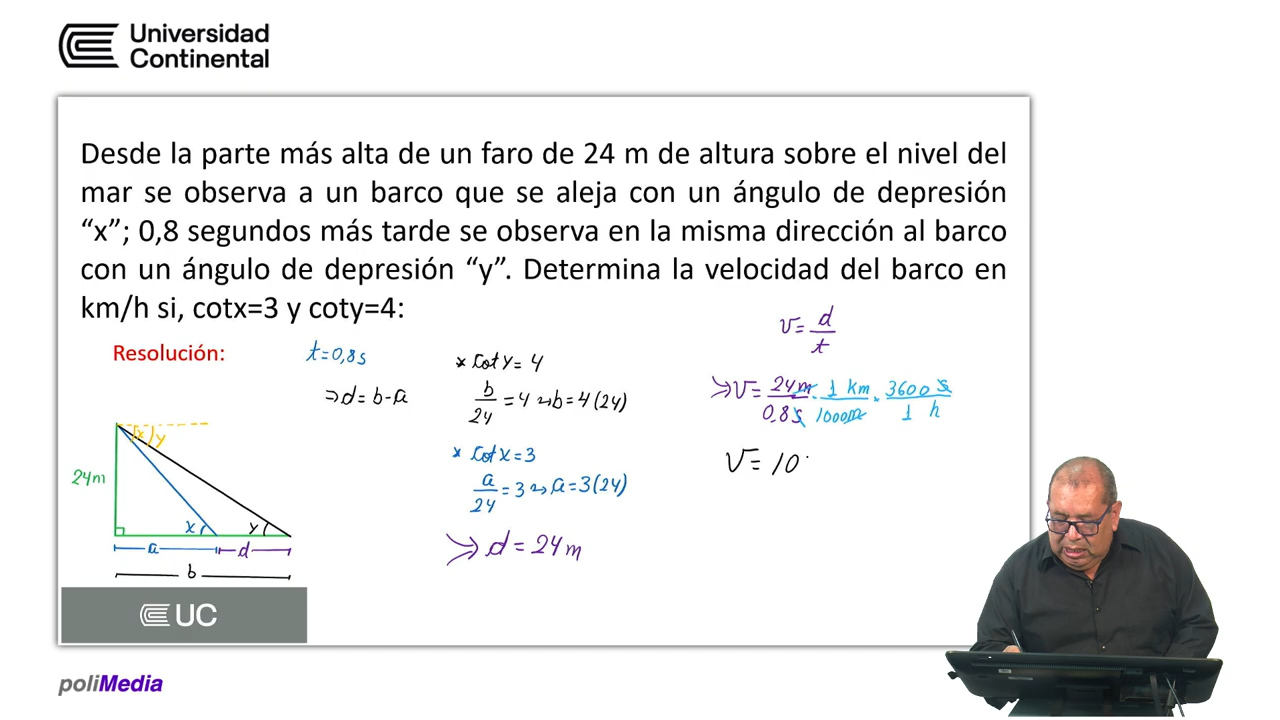 Universidad
Continental
Desde la parte más alta de un faro de 24 m de altura sobre el nivel del
mar se observa a un barco que se aleja con un ángulo de depresión
“x”; 0,8 segundos más tarde se observa en la misma dirección al barco
con un ángulo de depresión “y”. Determina la velocidad del barco en
km/h si, cotx=3 y coty=4:
Resolución:
t=0,8s
⇒d= b-a
x y
24m
x
y
a
d
b
* Cot y = 4
b/24 = 4 → b= 4(24)
* Cot x = 3
a/24 = 3 → a= 3(24)
⇒ d = 24m
v= d/t
⇒ v= 24m/0,8s · 1 km/1000m × 3600 s/1 h
V= 10
UC
poliMedia